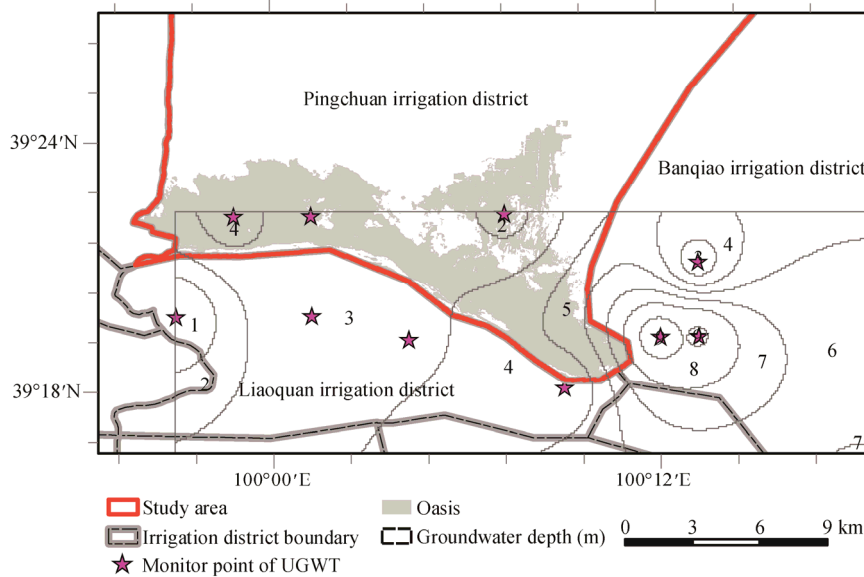 Pingchuan irrigation district
39°24′N
Banqiao irrigation district
4
2
4
3
1
3
5
4
6
7
8
2
Liaoquan irrigation district
39°18′N
7
100°00′E
100°12′E
Study area
Oasis
Irrigation district boundary
Groundwater depth (m)
0 3 6 9 km
Monitor point of UGWT